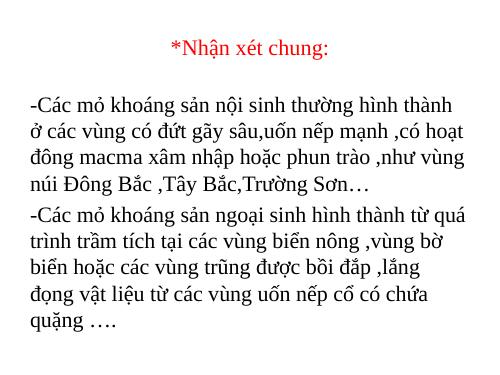 *Nhận xét chung:
-Các mỏ khoáng sản nội sinh thường hình thành
ở các vùng có đứt gãy sâu,uốn nếp mạnh ,có hoạt
đông macma xâm nhập hoặc phun trào ,như vùng
núi Đông Bắc ,Tây Bắc,Trường Sơn…
-Các mỏ khoáng sản ngoại sinh hình thành từ quá
trình trầm tích tại các vùng biển nông ,vùng bờ
biển hoặc các vùng trũng được bồi đắp ,lắng
đọng vật liệu từ các vùng uốn nếp cổ có chứa
quặng ….